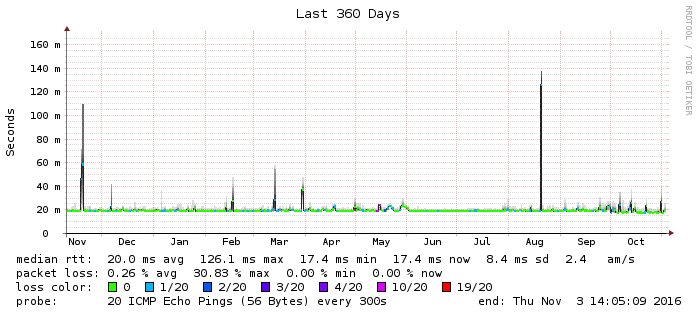 Last 360 Days
RRDTOOL / TOBI OETIKER
Seconds
160 m
140 m
120 m
100 m
80 m
60 m
40 m
20 m
0
Nov Dec Jan Feb Mar Apr May Jun Jul Aug Sep Oct
median rtt: 20.0 ms avg 126.1 ms max 17.4 ms min 17.4 ms now 8.4 ms sd 2.4 am/s
packet loss: 0.26 % avg 30.83 % max 0.00 % min 0.00 % now
loss color: 0 1/20 2/20 3/20 4/20 10/20 19/20
probe: 20 ICMP Echo Pings (56 Bytes) every 300s end: Thu Nov 3 14:05:09 2016